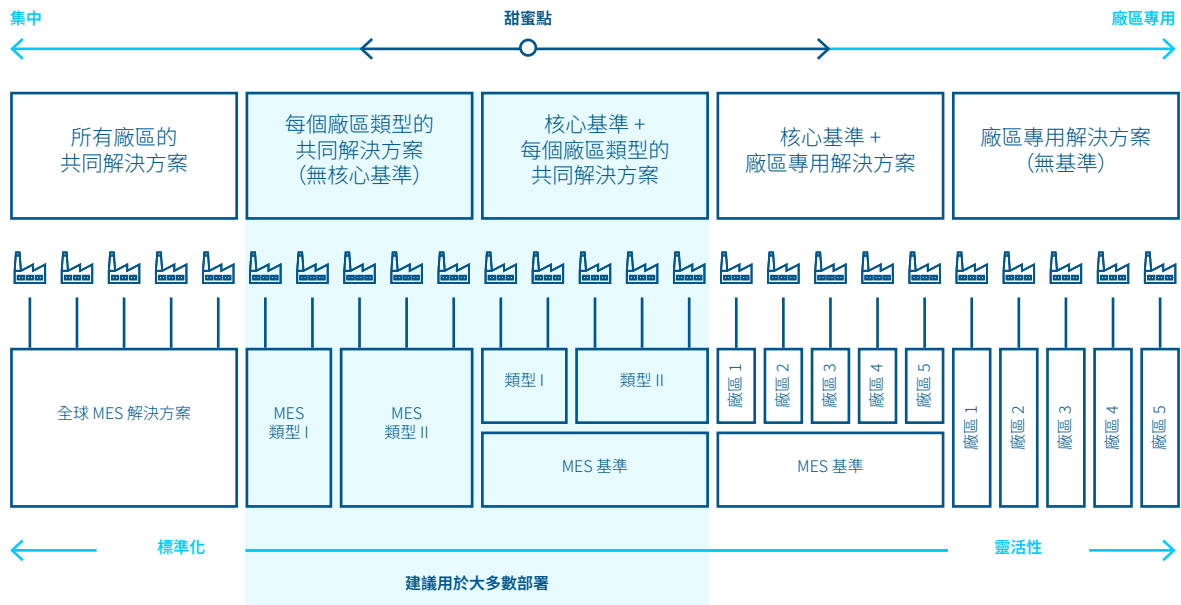 集中
甜蜜點
廠區專用
所有廠區的
共同解決方案
每個廠區類型的
共同解決方案
（無核心基準）
核心基準 +
每個廠區類型的
共同解決方案
核心基準 +
廠區專用解決方案
廠區專用解決方案
（無基準）
全球 MES 解決方案
MES
類型 I
MES
類型 II
類型 I
類型 II
MES 基準
廠區 1
廠區 2
廠區 3
廠區 4
廠區 5
MES 基準
廠區 1
廠區 2
廠區 3
廠區 4
廠區 5
標準化
靈活性
建議用於大多數部署